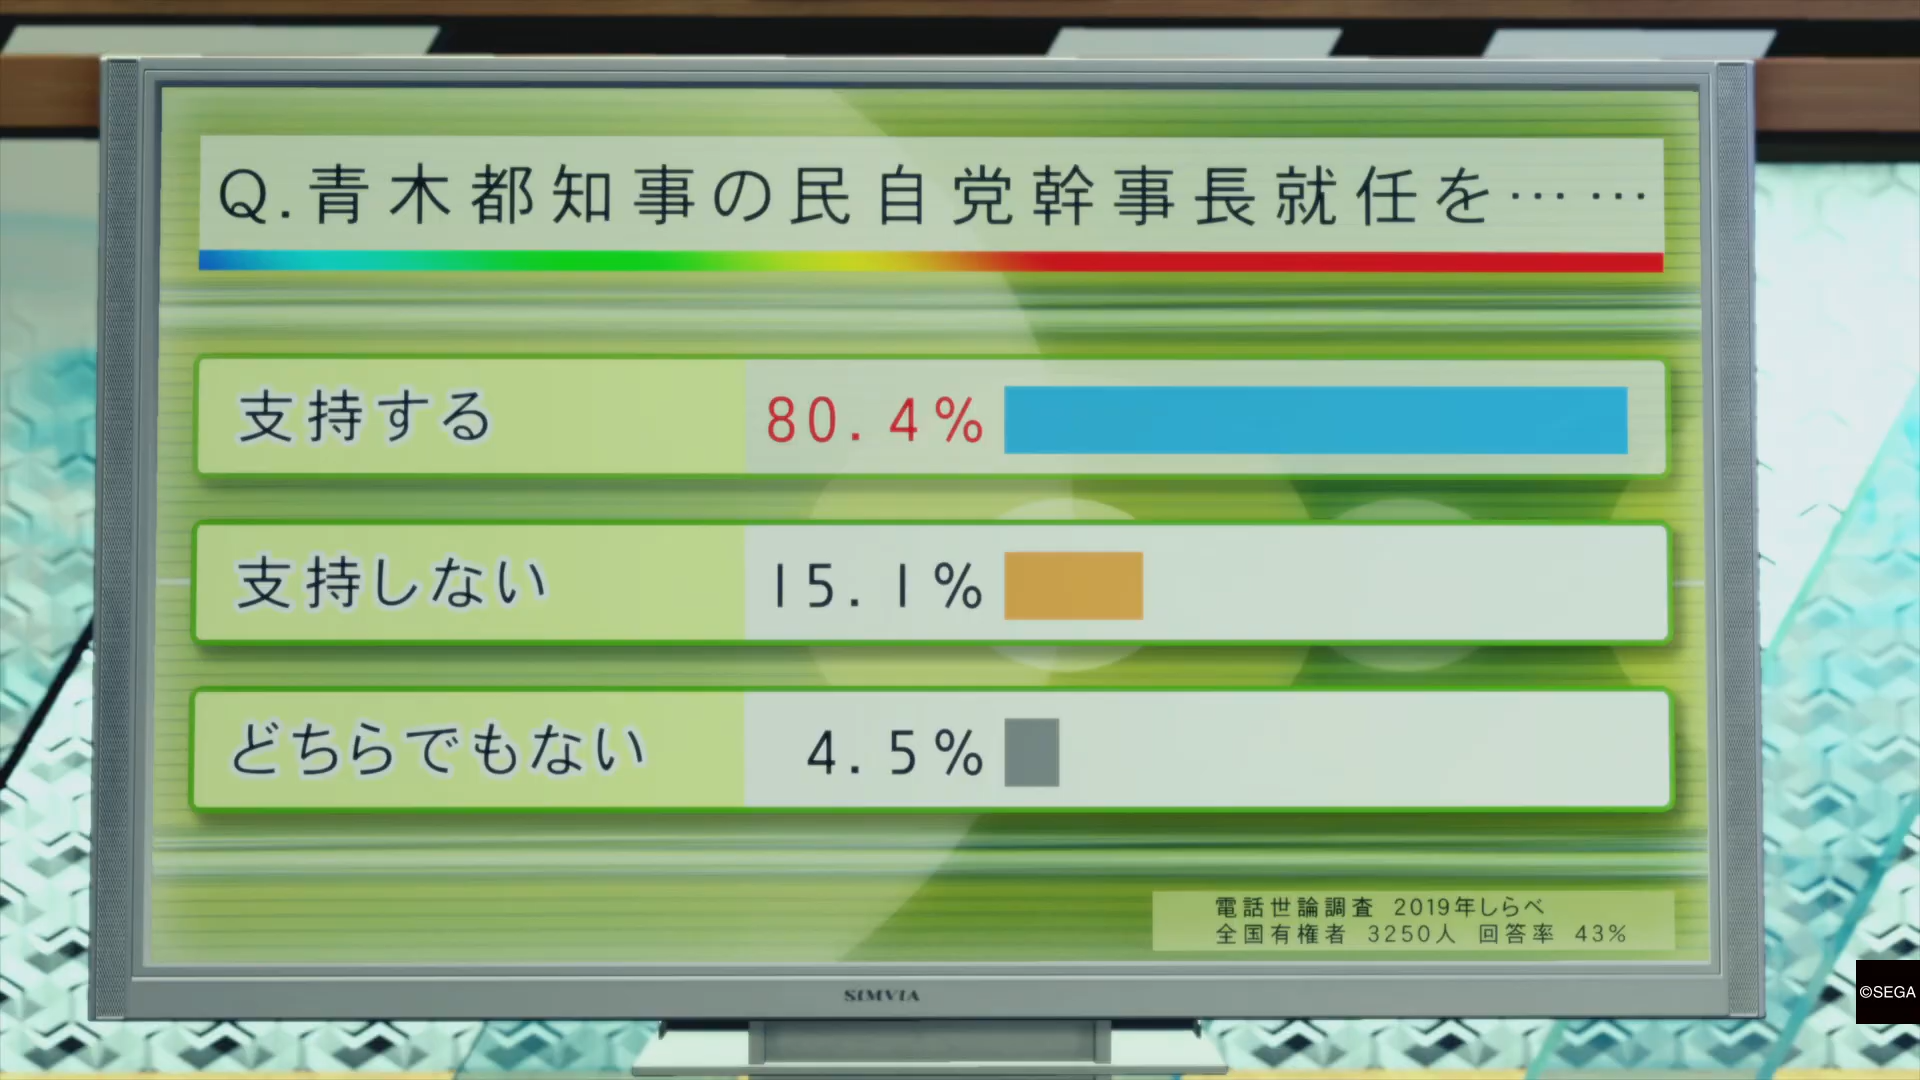 Q.青木都知事の民自党幹事長就任を……
支持する 80.4%
支持しない 15.1%
どちらでもない 4.5%
電話世論調査 2019年しらべ
全国有権者 3250人 回答率 43%
SIMVIA
©SEGA